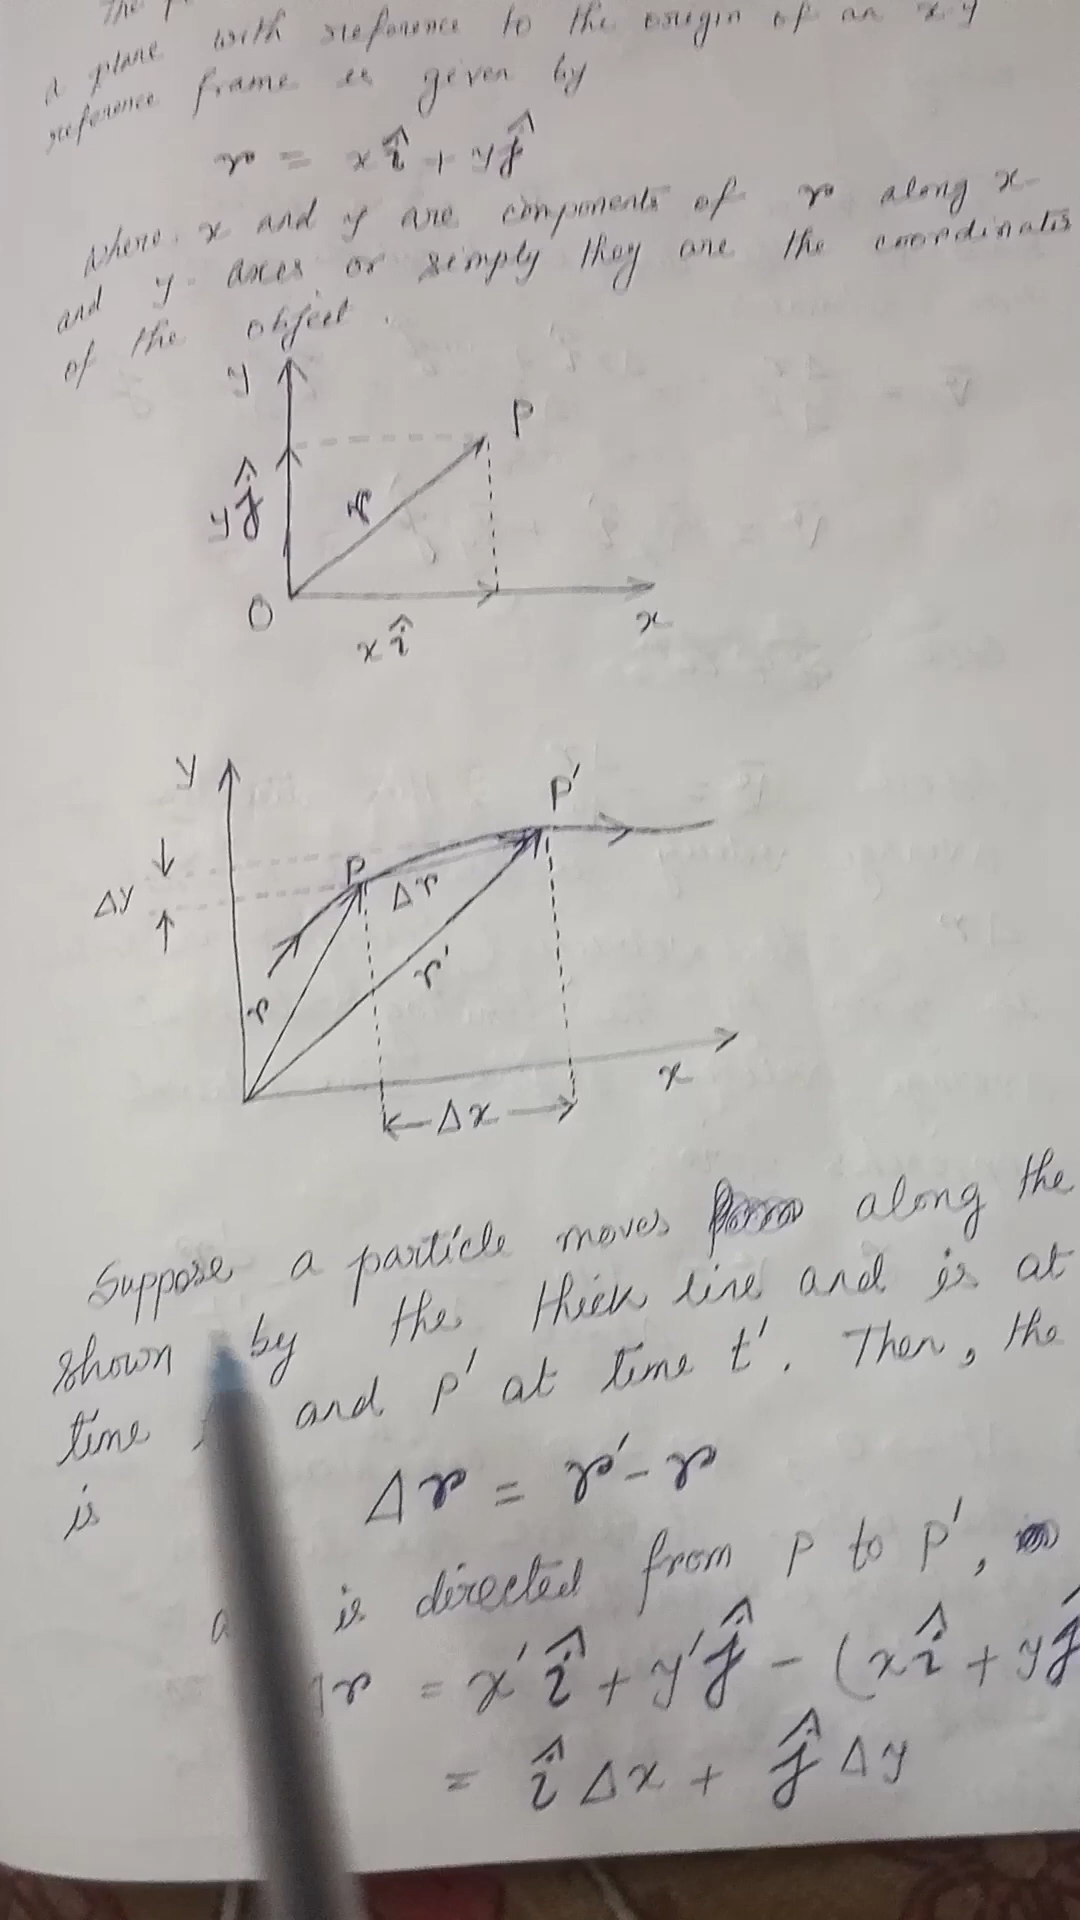 The
a plane with reference to the origin of an x-y
reference frame is given by
r = x î + y ĵ
where, x and y are components of r along x-
and y-axes or simply they are the coordinates
of the object.
y
P
y ĵ
r
O
x î
x
y
P'
P
Δy
Δr
r'
r
x
Δx
Suppose a particle moves along the
shown by the thick line and is at
time and P' at time t'. Then, the
is
Δr = r' - r
is directed from P to P',
r = x' î + y' ĵ - (x î + y ĵ
= î Δx + ĵ Δy